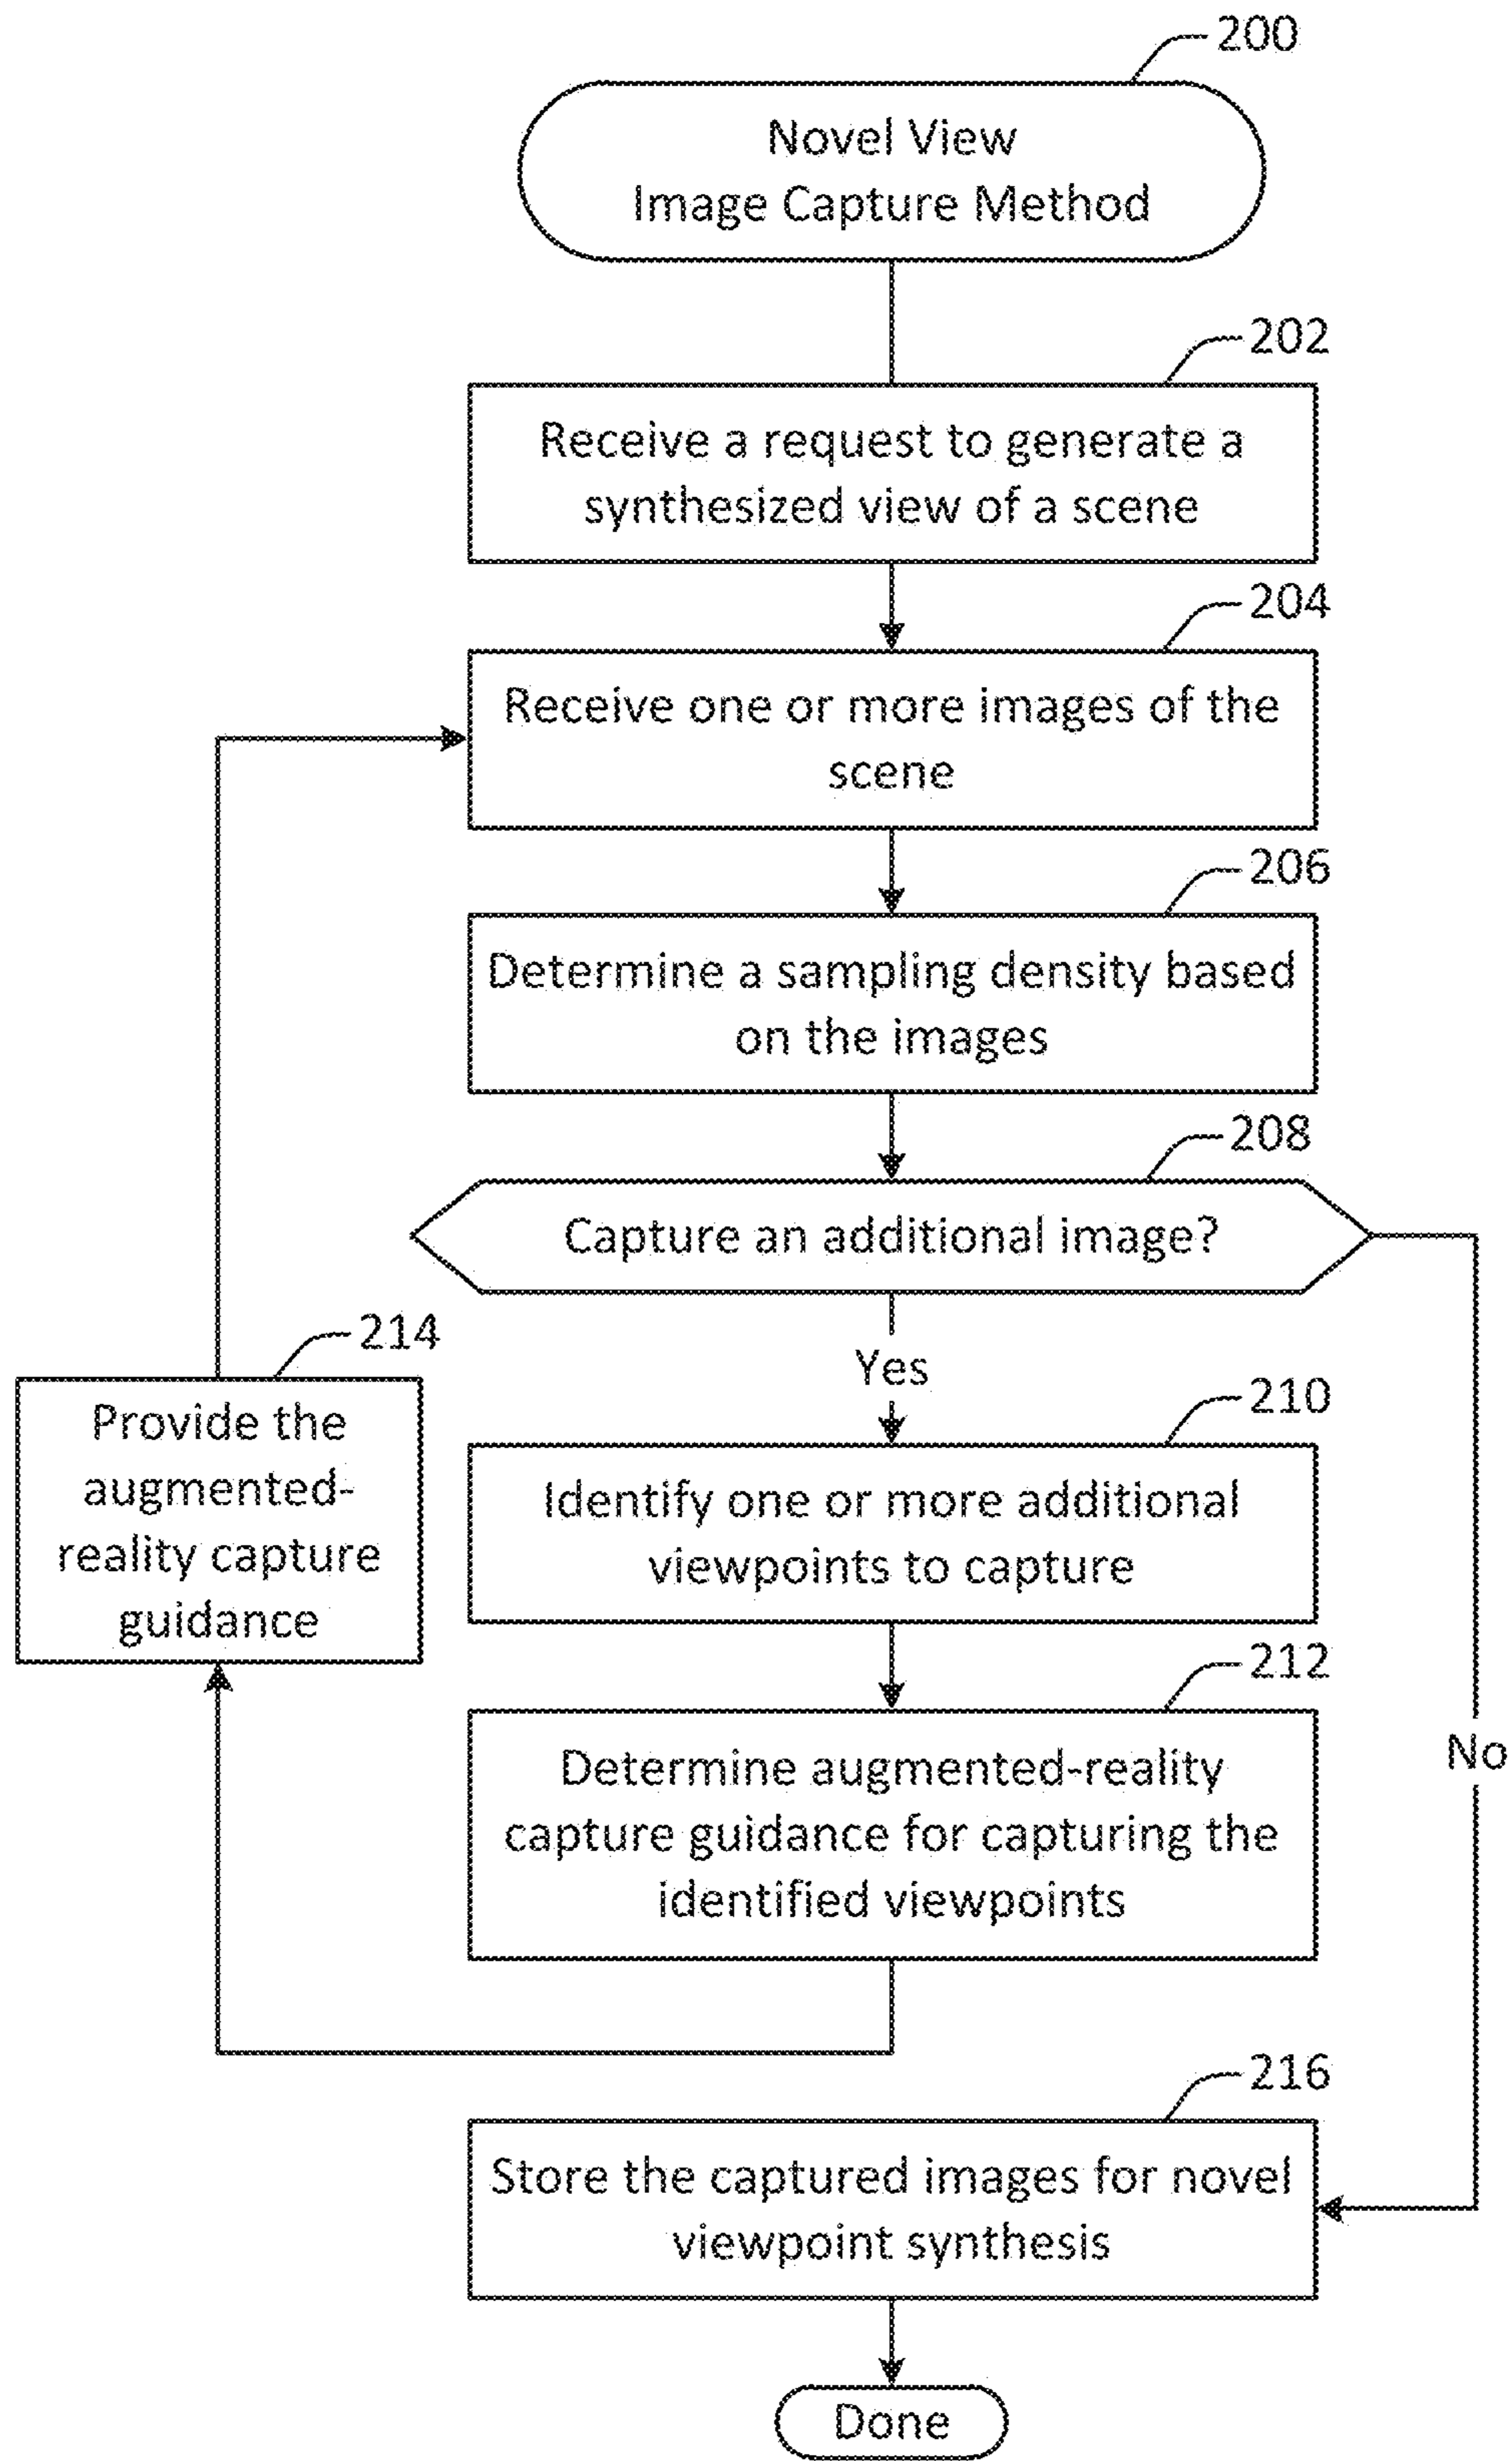 200
Novel View
Image Capture Method
202
Receive a request to generate a
synthesized view of a scene
204
Receive one or more images of the
scene
206
Determine a sampling density based
on the images
208
Capture an additional image?
Yes
214
Provide the
augmented-
reality capture
guidance
210
Identify one or more additional
viewpoints to capture
212
Determine augmented-reality
capture guidance for capturing the
identified viewpoints
No
216
Store the captured images for novel
viewpoint synthesis
Done